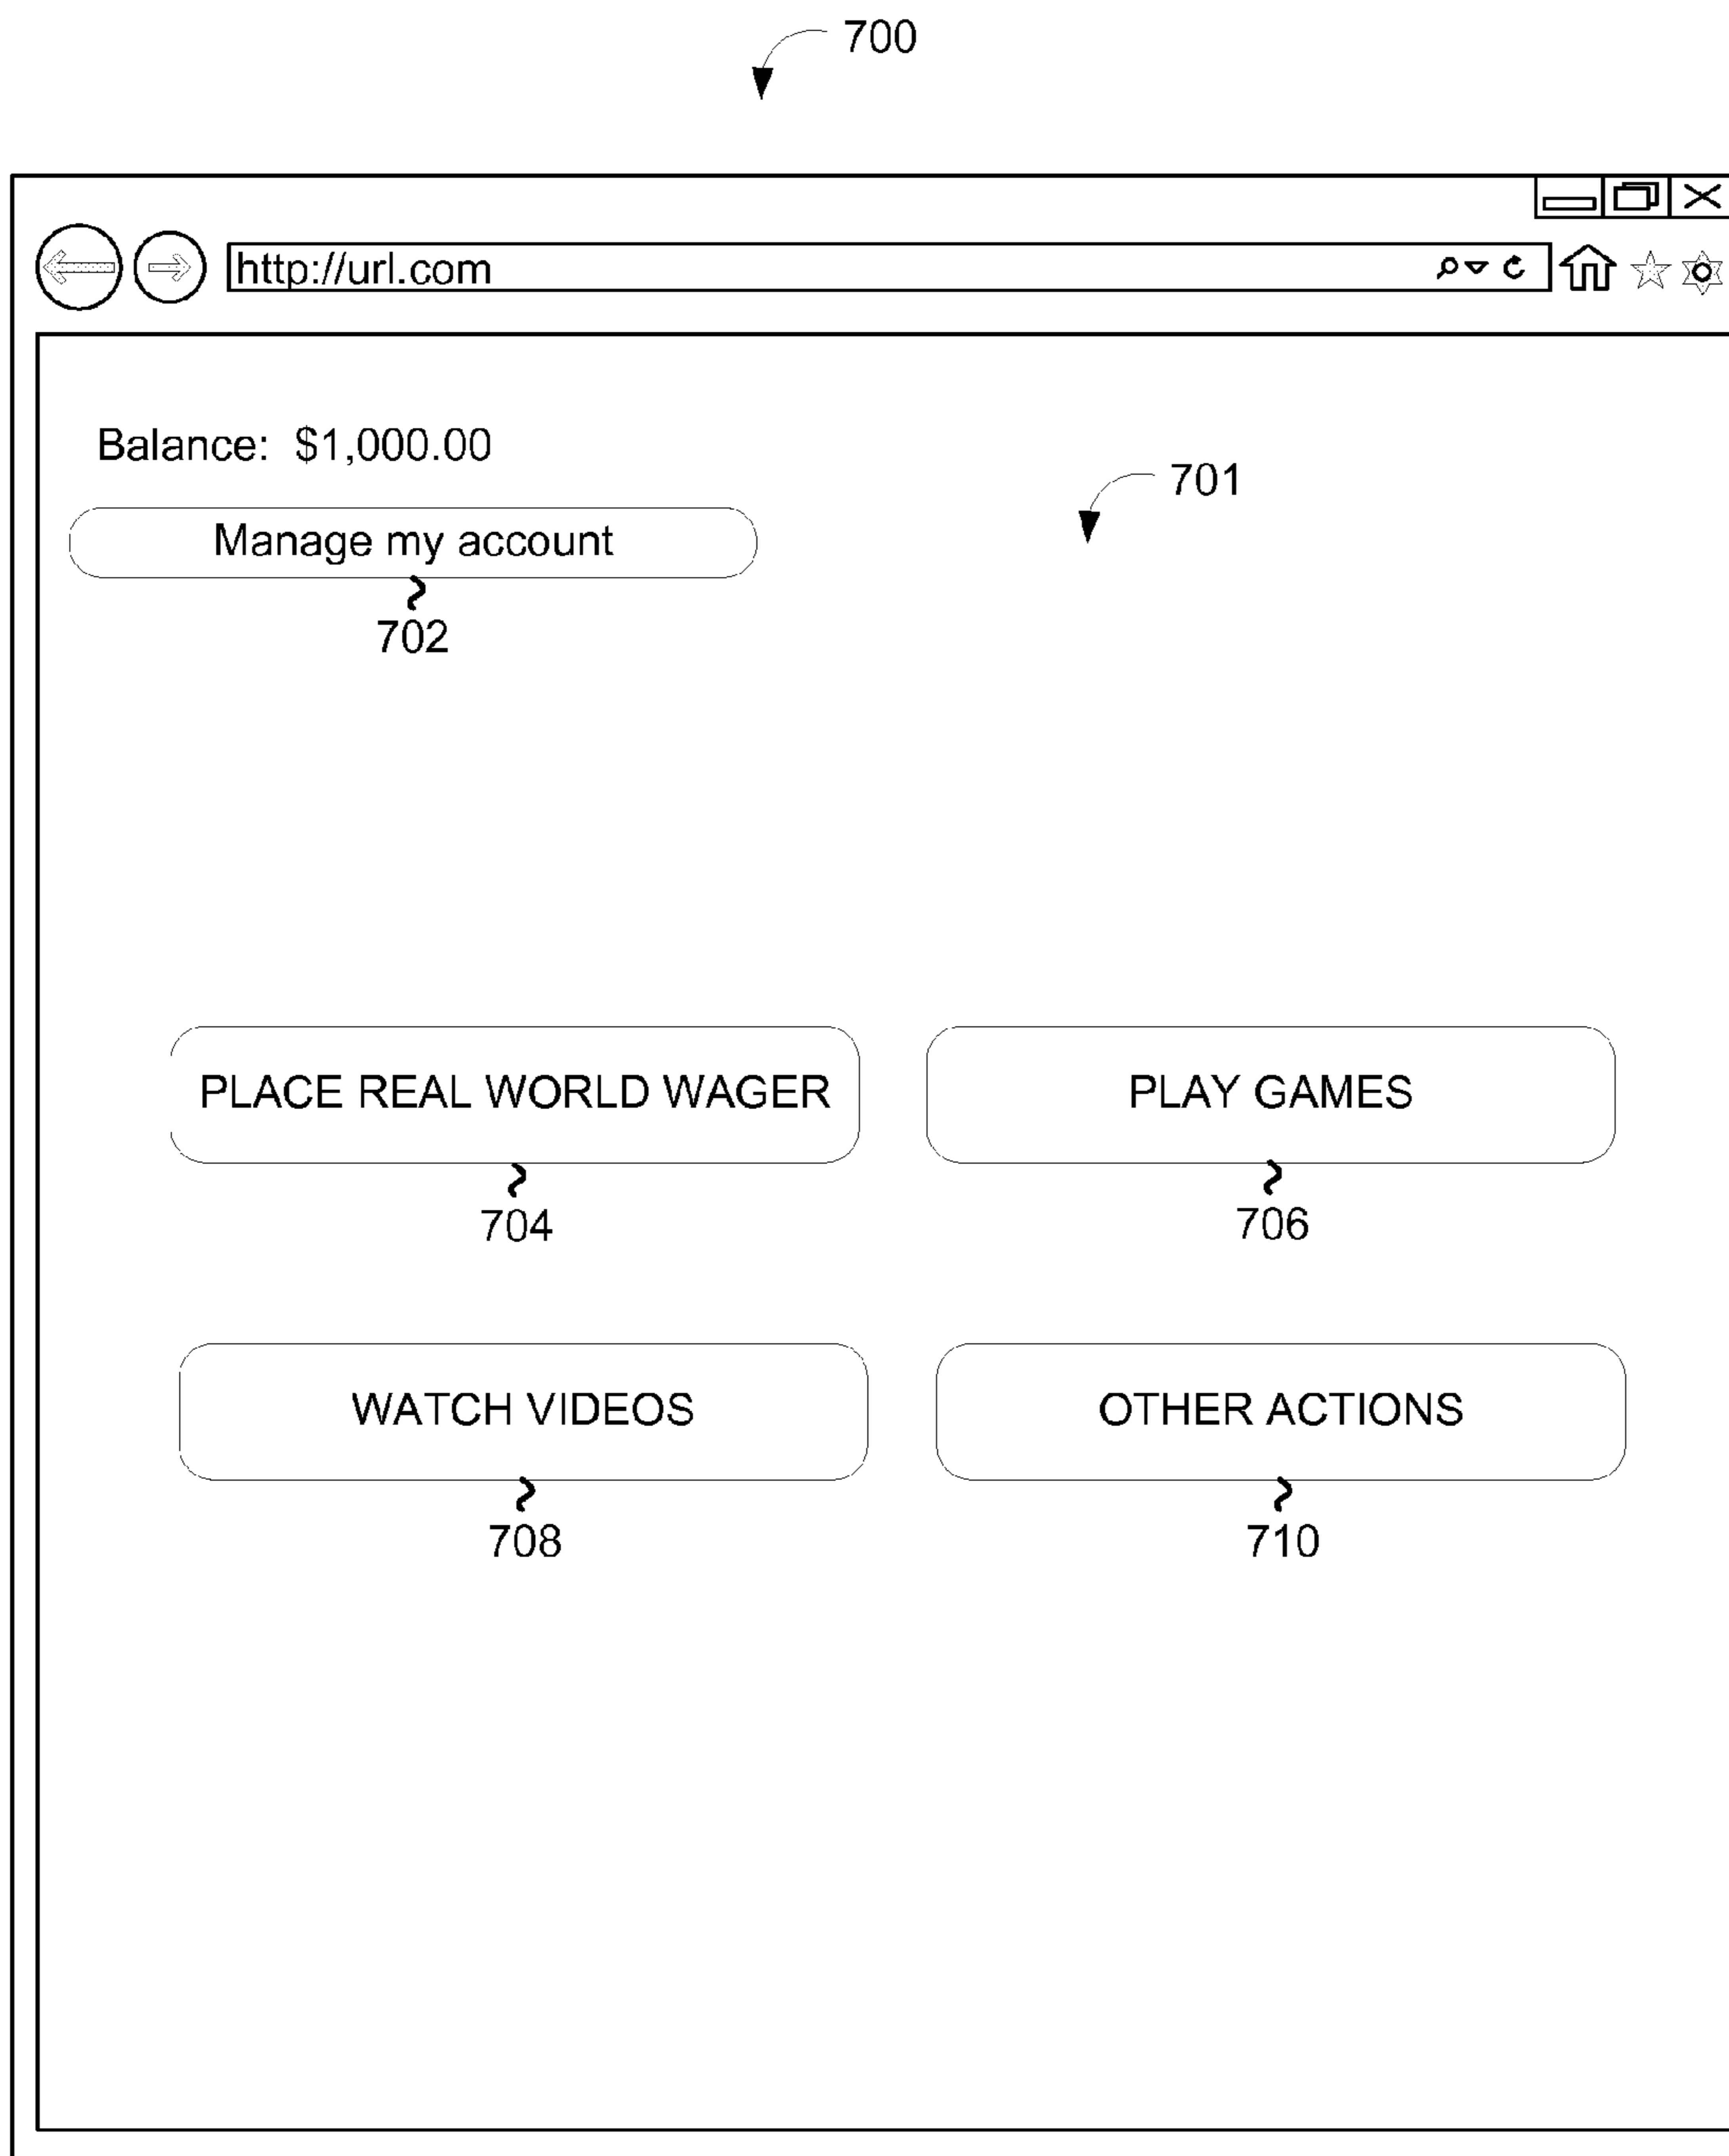 700
http://url.com
Balance: $1,000.00
701
Manage my account
702
PLACE REAL WORLD WAGER
PLAY GAMES
704
706
WATCH VIDEOS
OTHER ACTIONS
708
710